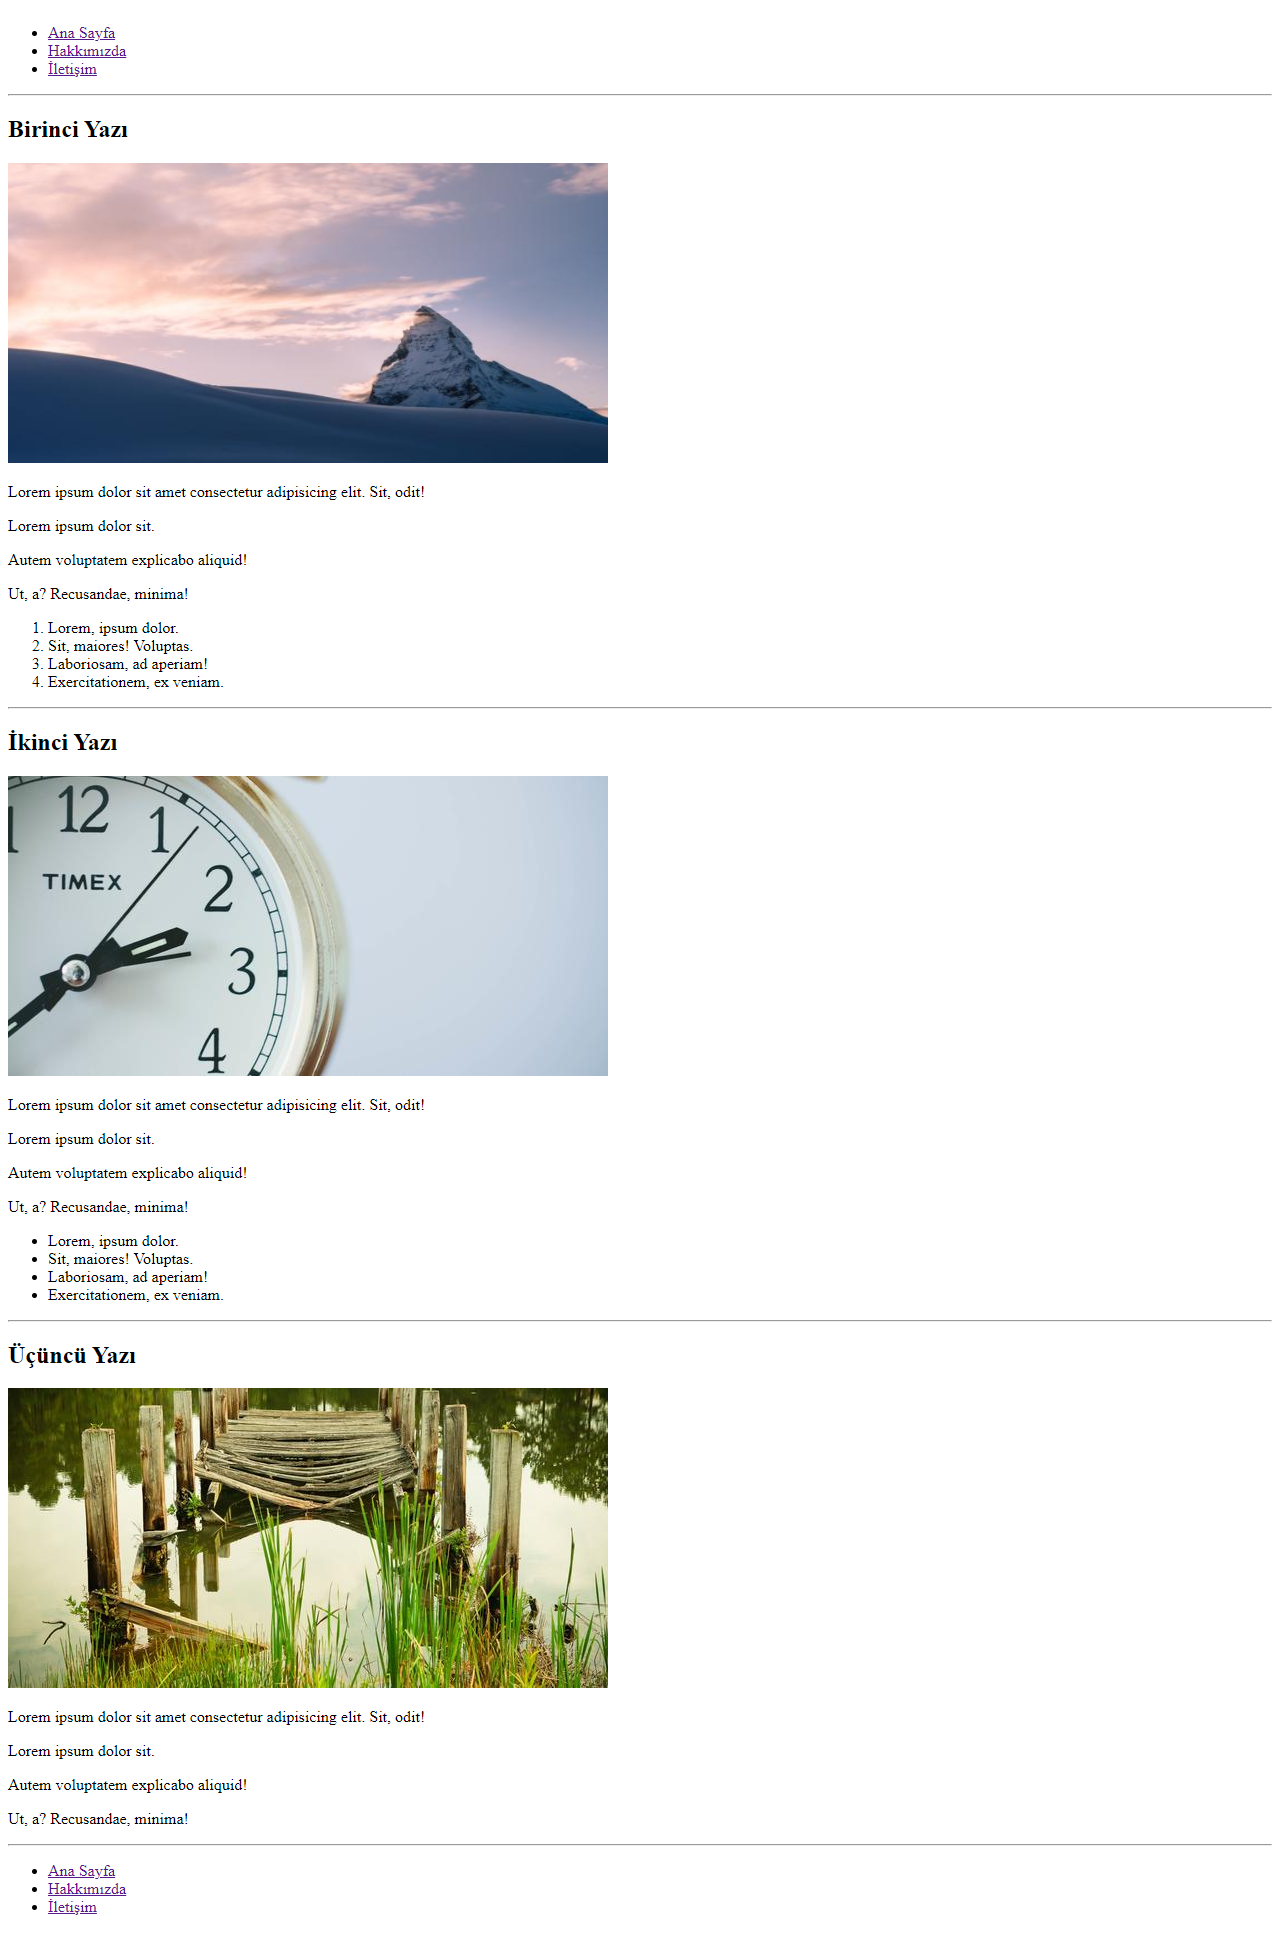 Ana Sayfa
Hakkımızda
İletişim
Birinci Yazı
Lorem ipsum dolor sit amet consectetur adipisicing elit. Sit, odit!
Lorem ipsum dolor sit.
Autem voluptatem explicabo aliquid!
Ut, a? Recusandae, minima!
1. Lorem, ipsum dolor.
2. Sit, maiores! Voluptas.
3. Laboriosam, ad aperiam!
4. Exercitationem, ex veniam.
İkinci Yazı
12
1
TIMEX
2
3
4
Lorem ipsum dolor sit amet consectetur adipisicing elit. Sit, odit!
Lorem ipsum dolor sit.
Autem voluptatem explicabo aliquid!
Ut, a? Recusandae, minima!
Lorem, ipsum dolor.
Sit, maiores! Voluptas.
Laboriosam, ad aperiam!
Exercitationem, ex veniam.
Üçüncü Yazı
Lorem ipsum dolor sit amet consectetur adipisicing elit. Sit, odit!
Lorem ipsum dolor sit.
Autem voluptatem explicabo aliquid!
Ut, a? Recusandae, minima!
Ana Sayfa
Hakkımızda
İletişim